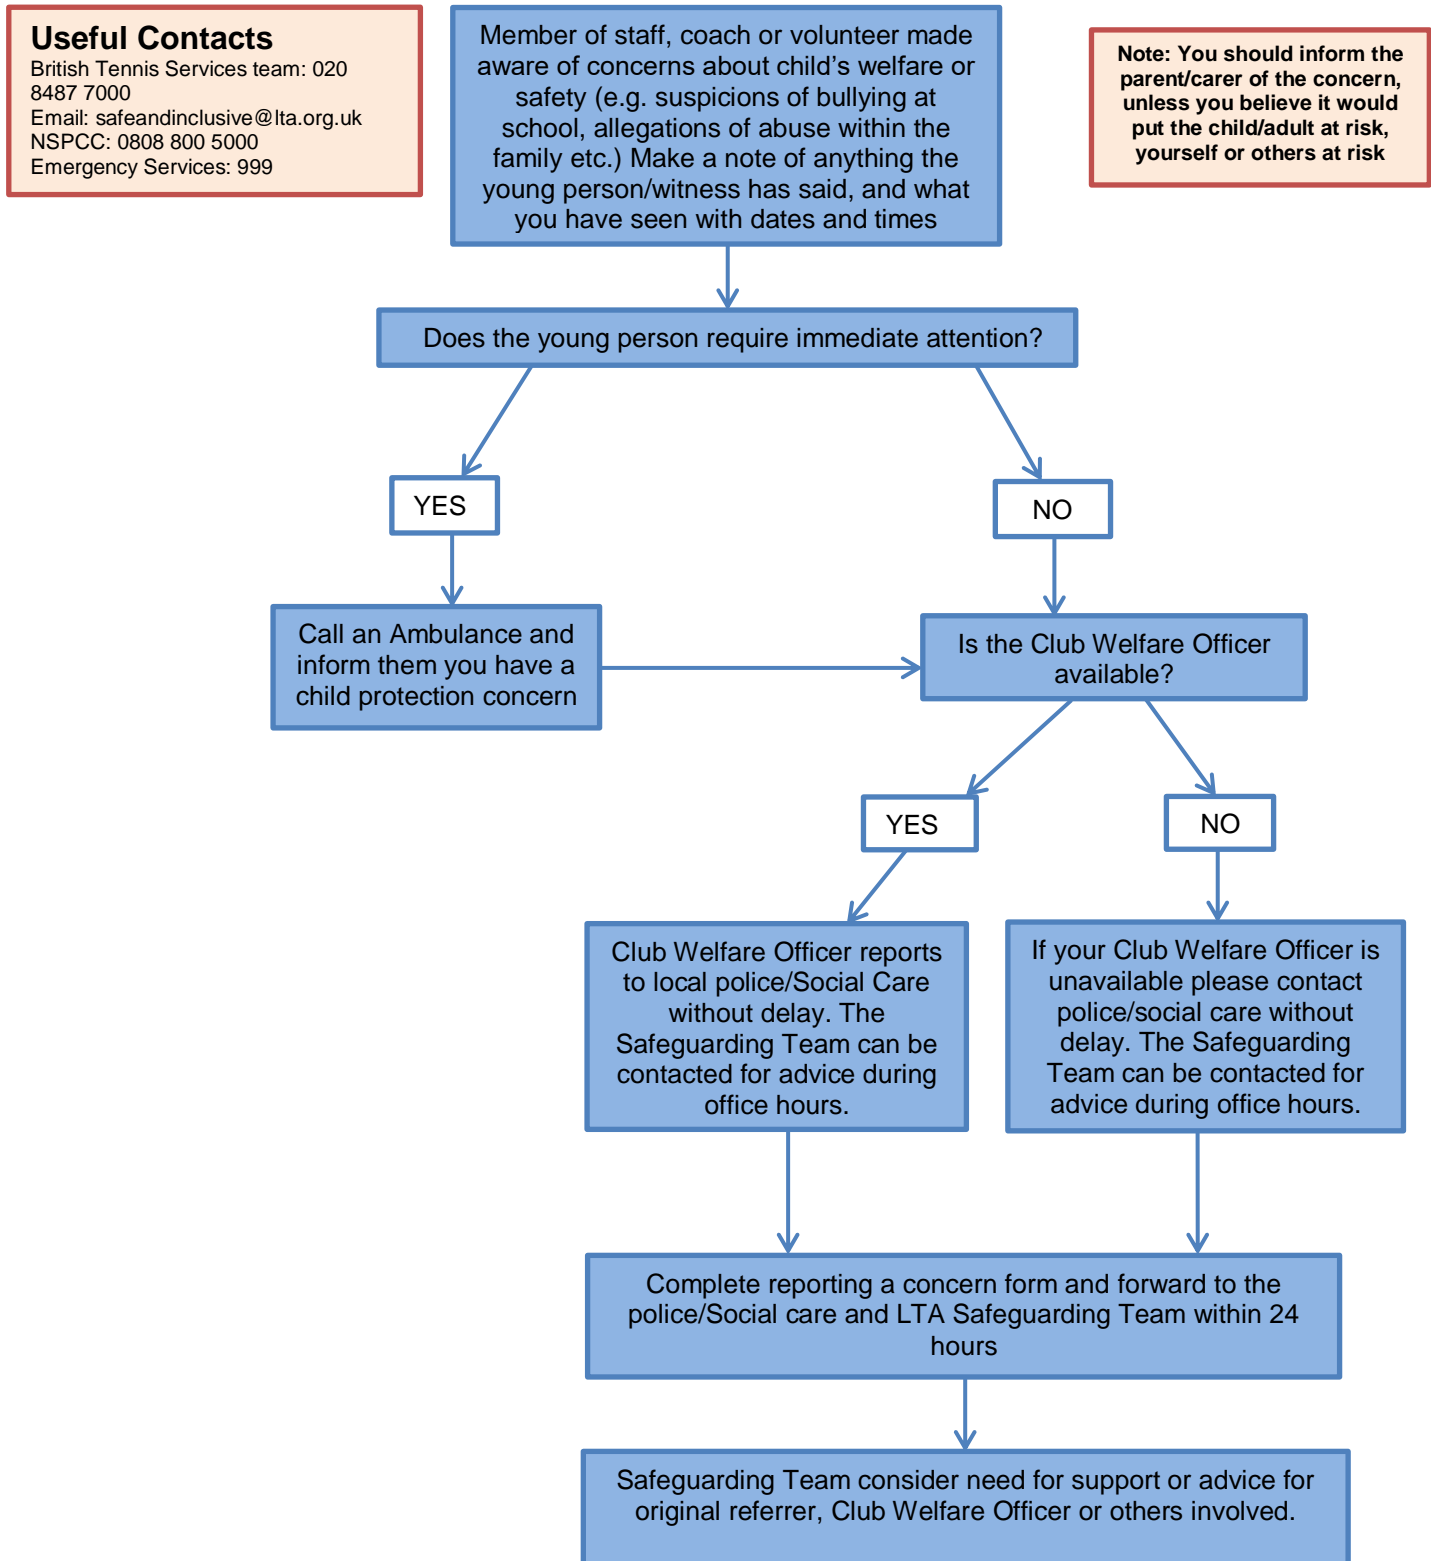 Useful Contacts
British Tennis Services team: 020
8487 7000
Email: safeandinclusive@lta.org.uk
NSPCC: 0808 800 5000
Emergency Services: 999
Member of staff, coach or volunteer made
aware of concerns about child’s welfare or
safety (e.g. suspicions of bullying at
school, allegations of abuse within the
family etc.) Make a note of anything the
young person/witness has said, and what
you have seen with dates and times
Note: You should inform the
parent/carer of the concern,
unless you believe it would
put the child/adult at risk,
yourself or others at risk
Does the young person require immediate attention?
YES
NO
Call an Ambulance and
inform them you have a
child protection concern
Is the Club Welfare Officer
available?
YES
NO
Club Welfare Officer reports
to local police/Social Care
without delay. The
Safeguarding Team can be
contacted for advice during
office hours.
If your Club Welfare Officer is
unavailable please contact
police/social care without
delay. The Safeguarding
Team can be contacted for
advice during office hours.
Complete reporting a concern form and forward to the
police/Social care and LTA Safeguarding Team within 24
hours
Safeguarding Team consider need for support or advice for
original referrer, Club Welfare Officer or others involved.